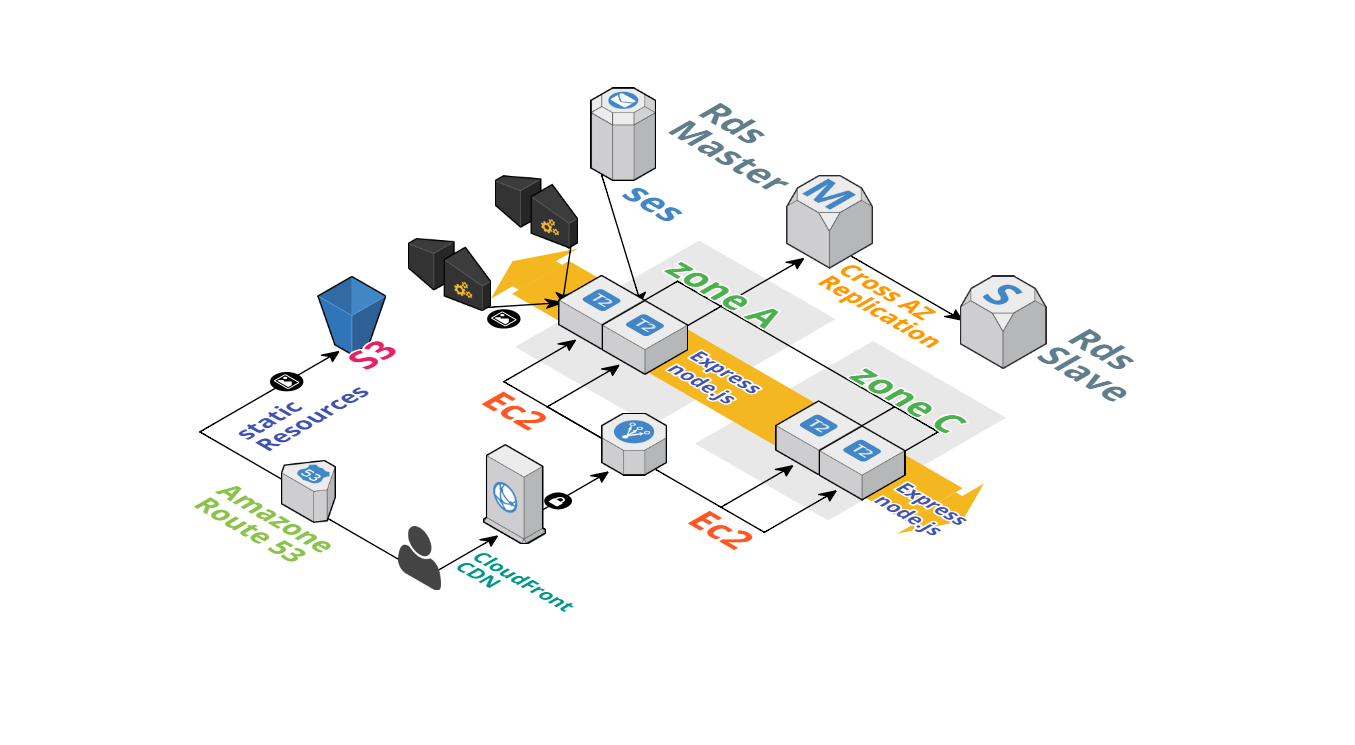 Rds
Master
ses
M
Cross AZ
Replication
S
Rds
Slave
zone A
T2
T2
Express
node.js
zone C
T2
T2
Express
node.js
S3
static
Resources
Ec2
Ec2
53
Amazone
Route 53
CloudFront
CDN